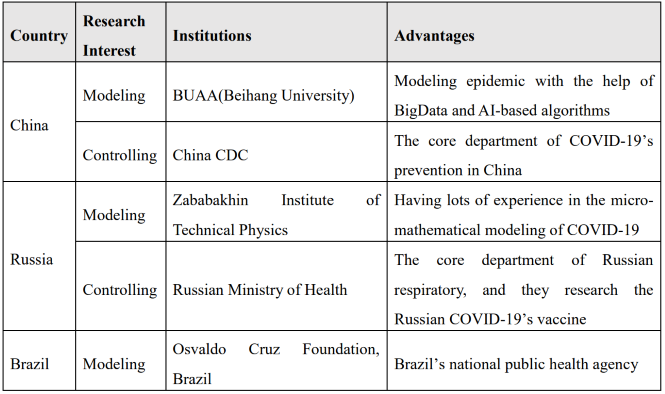 Country
Research
Interest
Institutions
Advantages
China
Modeling
BUAA(Beihang University)
Modeling epidemic with the help of
BigData and AI-based algorithms
Controlling
China CDC
The core department of COVID-19’s
prevention in China
Russia
Modeling
Zababakhin Institute of
Technical Physics
Having lots of experience in the micro-
mathematical modeling of COVID-19
Controlling
Russian Ministry of Health
The core department of Russian
respiratory, and they research the
Russian COVID-19’s vaccine
Brazil
Modeling
Osvaldo Cruz Foundation,
Brazil
Brazil’s national public health agency